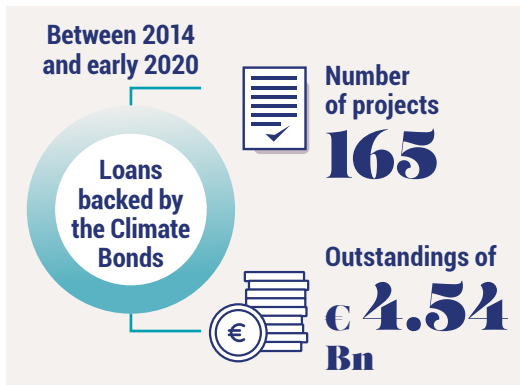 Between 2014
and early 2020
Loans
backed by
the Climate
Bonds
Number
of projects
165
Outstandings of
€ 4.54
Bn
€